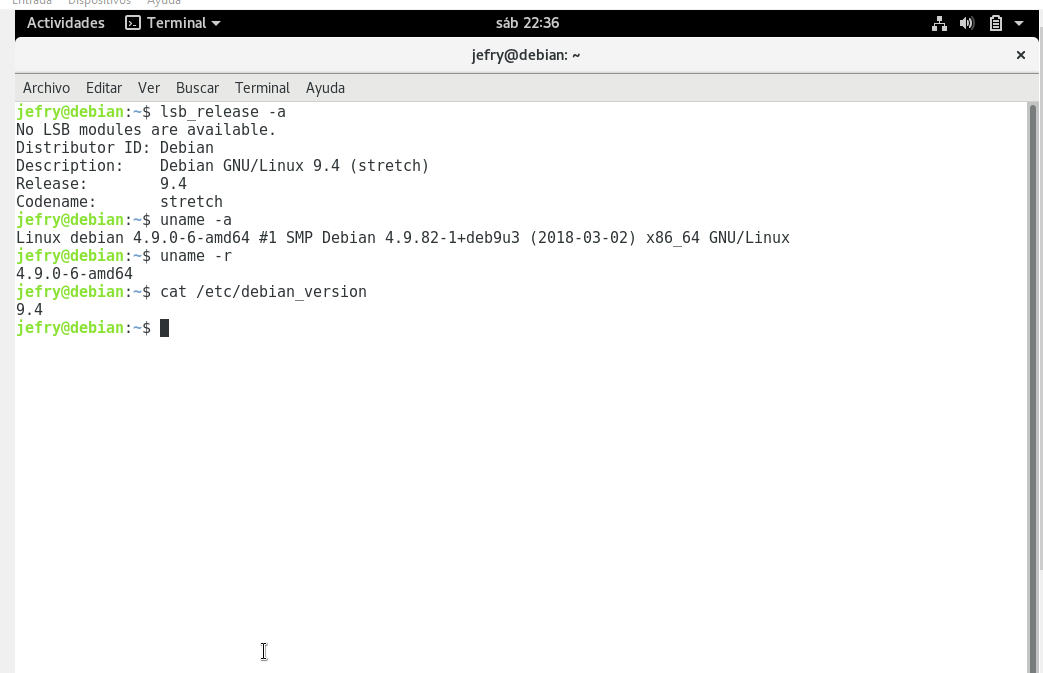 Entrada Dispositivos Ayuda
Actividades Terminal sáb 22:36
jefry@debian: ~ ×
Archivo Editar Ver Buscar Terminal Ayuda
jefry@debian:~$ lsb_release -a
No LSB modules are available.
Distributor ID: Debian
Description:    Debian GNU/Linux 9.4 (stretch)
Release:        9.4
Codename:       stretch
jefry@debian:~$ uname -a
Linux debian 4.9.0-6-amd64 #1 SMP Debian 4.9.82-1+deb9u3 (2018-03-02) x86_64 GNU/Linux
jefry@debian:~$ uname -r
4.9.0-6-amd64
jefry@debian:~$ cat /etc/debian_version
9.4
jefry@debian:~$